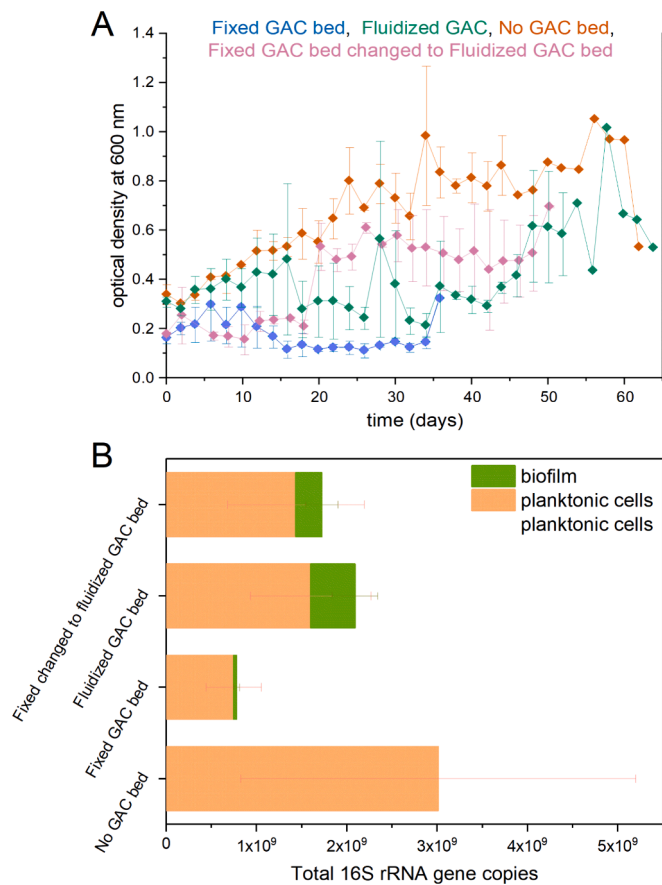 A
Fixed GAC bed, Fluidized GAC, No GAC bed,
Fixed GAC bed changed to Fluidized GAC bed
optical density at 600 nm
1.4
1.2
1.0
0.8
0.6
0.4
0.2
0.0
0 10 20 30 40 50 60
time (days)
B
biofilm
planktonic cells
planktonic cells
Fixed changed to fluidized GAC bed
Fluidized GAC bed
Fixed GAC bed
No GAC bed
0 1x10⁹ 2x10⁹ 3x10⁹ 4x10⁹ 5x10⁹
Total 16S rRNA gene copies